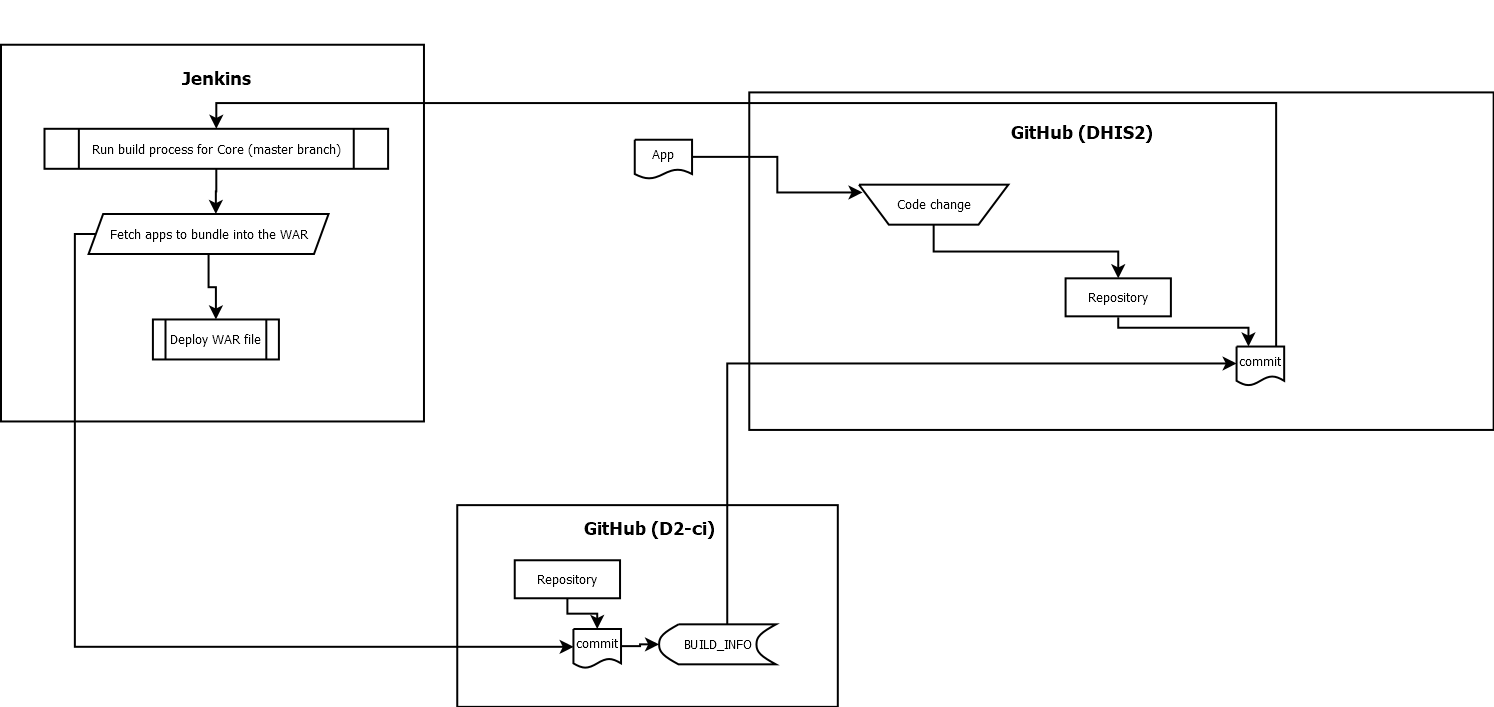 Jenkins
Run build process for Core (master branch)
Fetch apps to bundle into the WAR
Deploy WAR file
App
GitHub (DHIS2)
Code change
Repository
commit
GitHub (D2-ci)
Repository
commit
BUILD_INFO